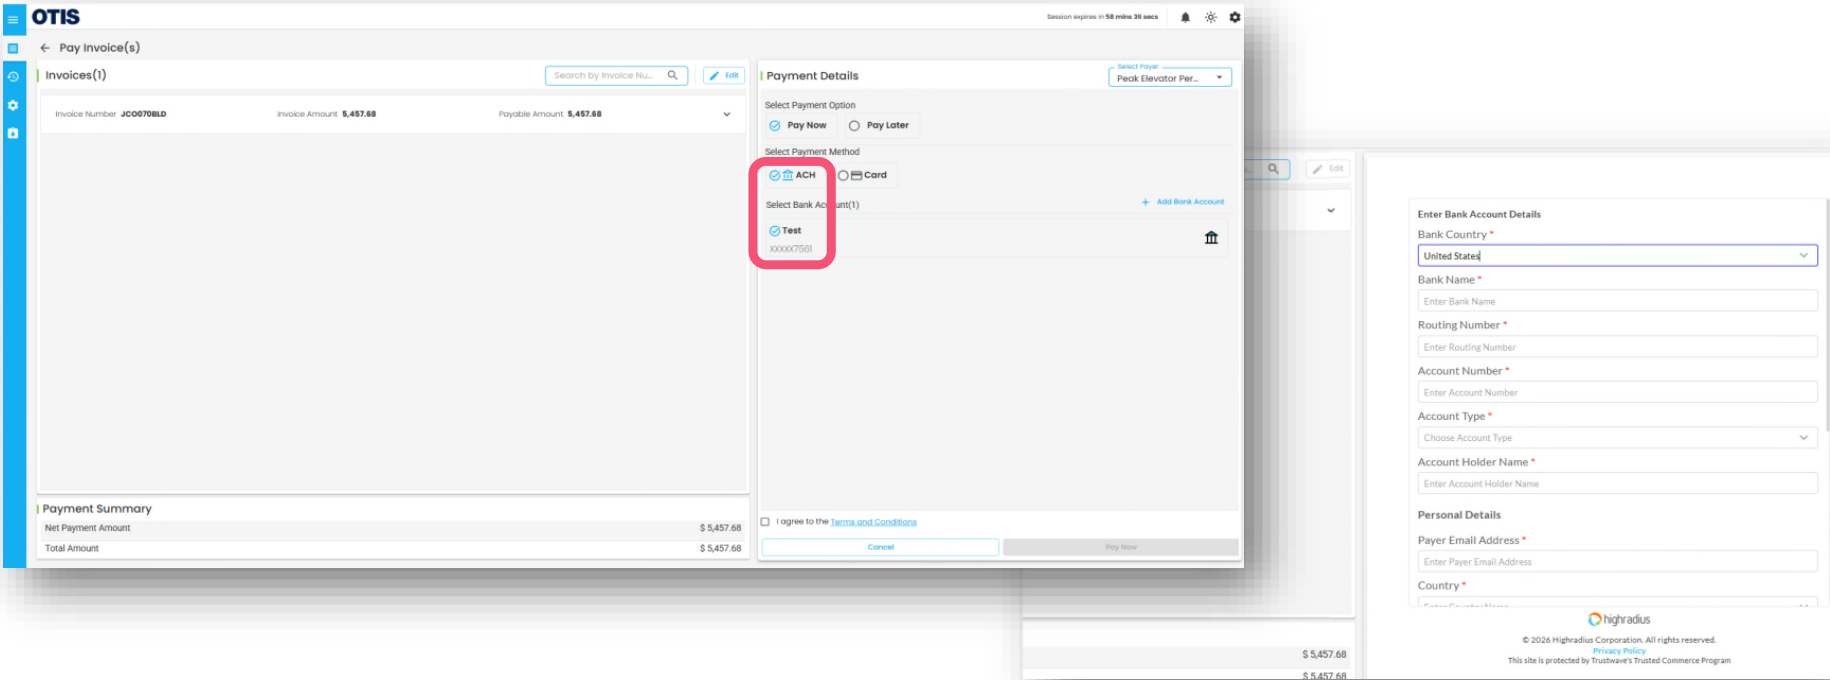 OTIS
Session expires in 58 mins 36 secs
Pay Invoice(s)
Invoices(1)
Search by Invoice Nu...
Edit
Invoice Number JCO070BLD
Invoice Amount 5,457.68
Payable Amount 5,457.68
Payment Summary
Net Payment Amount $ 5,457.68
Total Amount $ 5,457.68
Payment Details
Select Payer
Peak Elevator Per...
Select Payment Option
Pay Now Pay Later
Select Payment Method
ACH Card
Select Bank Account(1)
+ Add Bank Account
Test
XXXXX7561
I agree to the Terms and Conditions
Cancel Pay Now
Edit
$ 5,457.68
$ 5,457.68
Enter Bank Account Details
Bank Country *
United States
Bank Name *
Enter Bank Name
Routing Number *
Enter Routing Number
Account Number *
Enter Account Number
Account Type *
Choose Account Type
Account Holder Name *
Enter Account Holder Name
Personal Details
Payer Email Address *
Enter Payer Email Address
Country *
Enter Country Name
highradius
© 2026 Highradius Corporation. All rights reserved.
Privacy Policy
This site is protected by Trustwave's Trusted Commerce Program